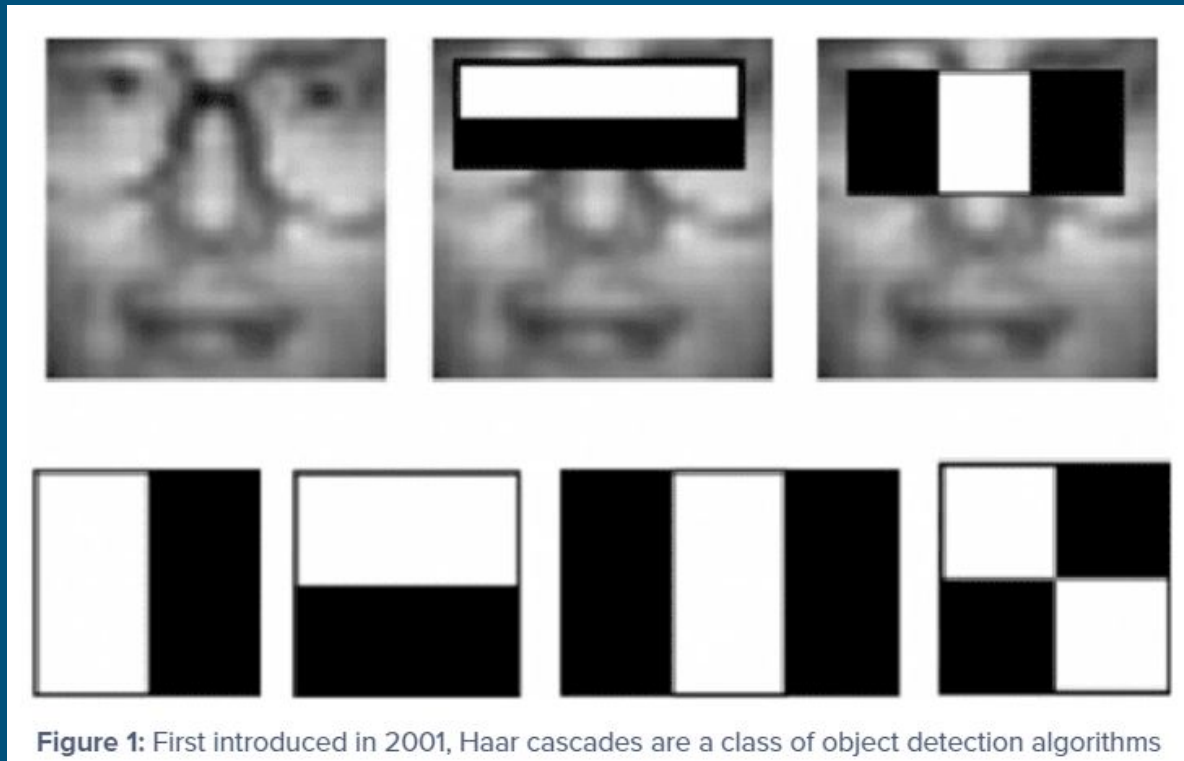 Figure 1: First introduced in 2001, Haar cascades are a class of object detection algorithms